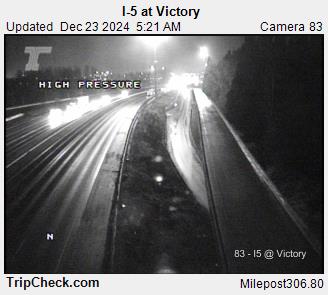 I-5 at Victory
Updated Dec 23 2024 5:21 AM Camera 83
HIGH PRESSURE
N
83 - I5 @ Victory
TripCheck.com Milepost306.80